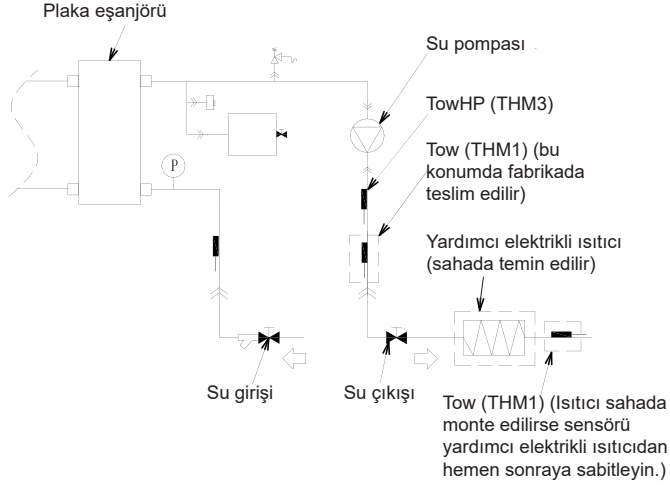 Plaka eşanjörü
Su pompası
TowHP (THM3)
Tow (THM1) (bu
konumda fabrikada
teslim edilir)
P
Yardımcı elektrikli ısıtıcı
(sahada temin edilir)
Su girişi
Su çıkışı
Tow (THM1) (Isıtıcı sahada
monte edilirse sensörü
yardımcı elektrikli ısıtıcıdan
hemen sonraya sabitleyin.)